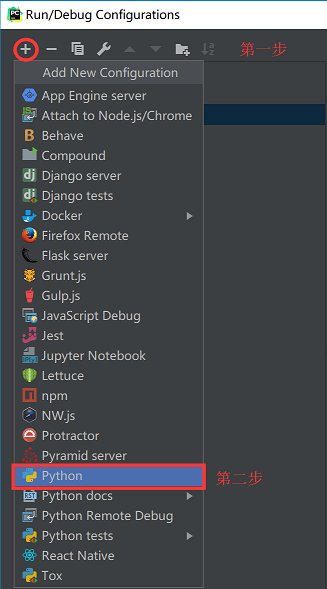 Run/Debug Configurations
第一步
Add New Configuration
App Engine server
Attach to Node.js/Chrome
Behave
Compound
Django server
Django tests
Docker
Firefox Remote
Flask server
Grunt.js
Gulp.js
JavaScript Debug
Jest
Jupyter Notebook
Lettuce
npm
NW.js
Protractor
Pyramid server
Python
第二步
Python docs
Python Remote Debug
Python tests
React Native
Tox